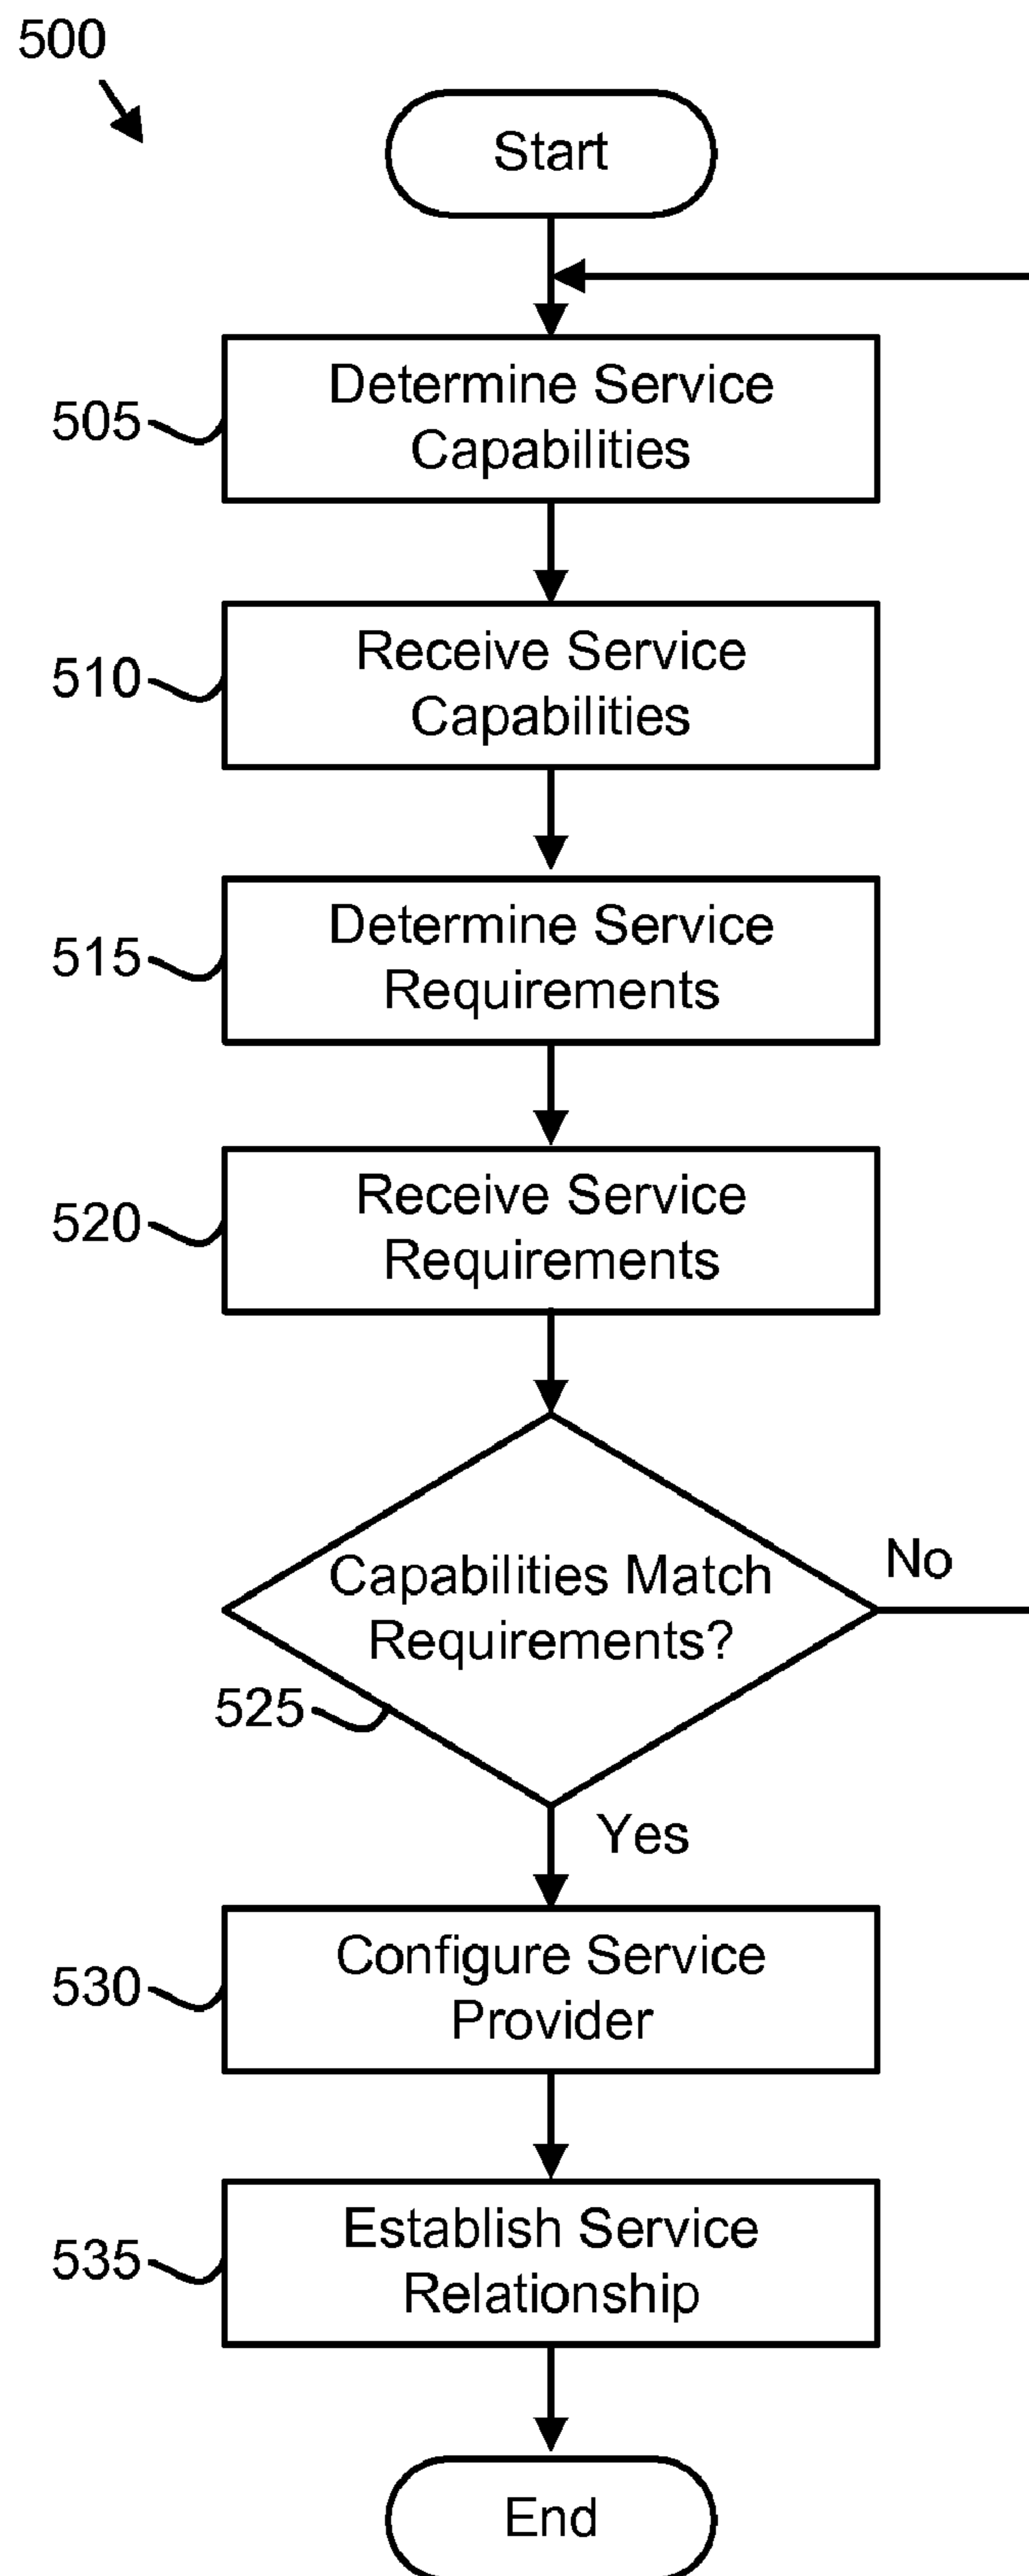 500
Start
Determine Service
Capabilities
505
Receive Service
Capabilities
510
Determine Service
Requirements
515
Receive Service
Requirements
520
Capabilities Match
Requirements?
No
525
Yes
Configure Service
Provider
530
Establish Service
Relationship
535
End